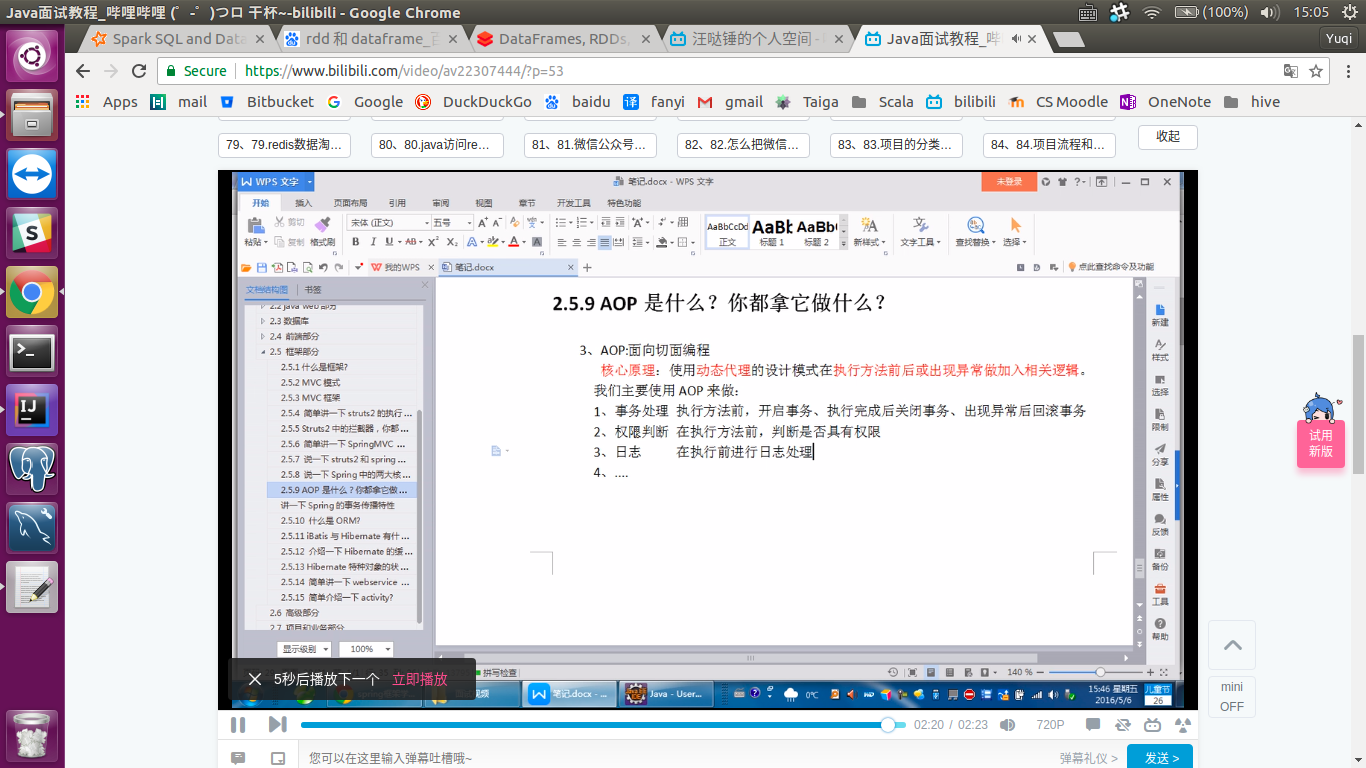 Java面试教程_哔哩哔哩 (゜-゜)つロ 干杯~-bilibili - Google Chrome
(100%)
15:05
Spark SQL and Data
rdd 和 dataframe_百
DataFrames, RDDs,
汪哒锤的个人空间 -
Java面试教程_哔
Yuqi
Secure
https://www.bilibili.com/video/av22307444/?p=53
Apps
mail
Bitbucket
Google
DuckDuckGo
baidu
fanyi
gmail
Taiga
Scala
bilibili
CS Moodle
OneNote
hive
79、79.redis数据淘...
80、80.java访问re...
81、81.微信公众号...
82、82.怎么把微信...
83、83.项目的分类...
84、84.项目流程和...
收起
WPS 文字
笔记.docx - WPS 文字
未登录
开始
插入
页面布局
引用
审阅
视图
章节
开发工具
特色功能
粘贴
剪切
复制
格式刷
宋体 (正文)
五号
AaBbCcDd
正文
AaBb
标题 1
AaBb(
标题 2
新样式
文字工具
查找替换
选择
我的WPS
笔记.docx
点此查找命令及功能
文档结构图
书签
2.2 java web 部分
2.3 数据库
2.4 前端部分
2.5 框架部分
2.5.1 什么是框架?
2.5.2 MVC 模式
2.5.3 MVC 框架
2.5.4 简单讲一下 struts2 的执行 ...
2.5.5 Struts2 中的拦截器，你都 ...
2.5.6 简单讲一下 SpringMVC ...
2.5.7 说一下 struts2 和 spring ...
2.5.8 说一下 Spring 中的两大核 ...
2.5.9 AOP 是什么？你都拿它做 ...
讲一下 Spring 的事务传播特性
2.5.10 什么是 ORM?
2.5.11 iBatis 与 Hibernate 有什 ...
2.5.12 介绍一下 Hibernate 的缓 ...
2.5.13 Hibernate 特种对象的状 ...
2.5.14 简单讲一下 webservice ...
2.5.15 简单介绍一下 activity?
2.6 高级部分
2.7 项目和业务部分
显示级别
100%
2.5.9 AOP 是什么？你都拿它做什么？
3、AOP:面向切面编程
核心原理：使用动态代理的设计模式在执行方法前后或出现异常做加入相关逻辑。
我们主要使用 AOP 来做：
1、事务处理 执行方法前，开启事务、执行完成后关闭事务、出现异常后回滚事务
2、权限判断 在执行方法前，判断是否具有权限
3、日志 在执行前进行日志处理
4、....
新建
样式
选择
限制
分享
属性
反馈
备份
工具
帮助
拼写检查
140 %
5秒后播放下一个
立即播放
笔记.docx - ...
Java - User...
0℃
15:46 星期五
2016/5/6
儿童节
26
02:20 / 02:23
720P
您可以在这里输入弹幕吐槽哦~
弹幕礼仪 >
发送 >
试用
新版
mini
OFF